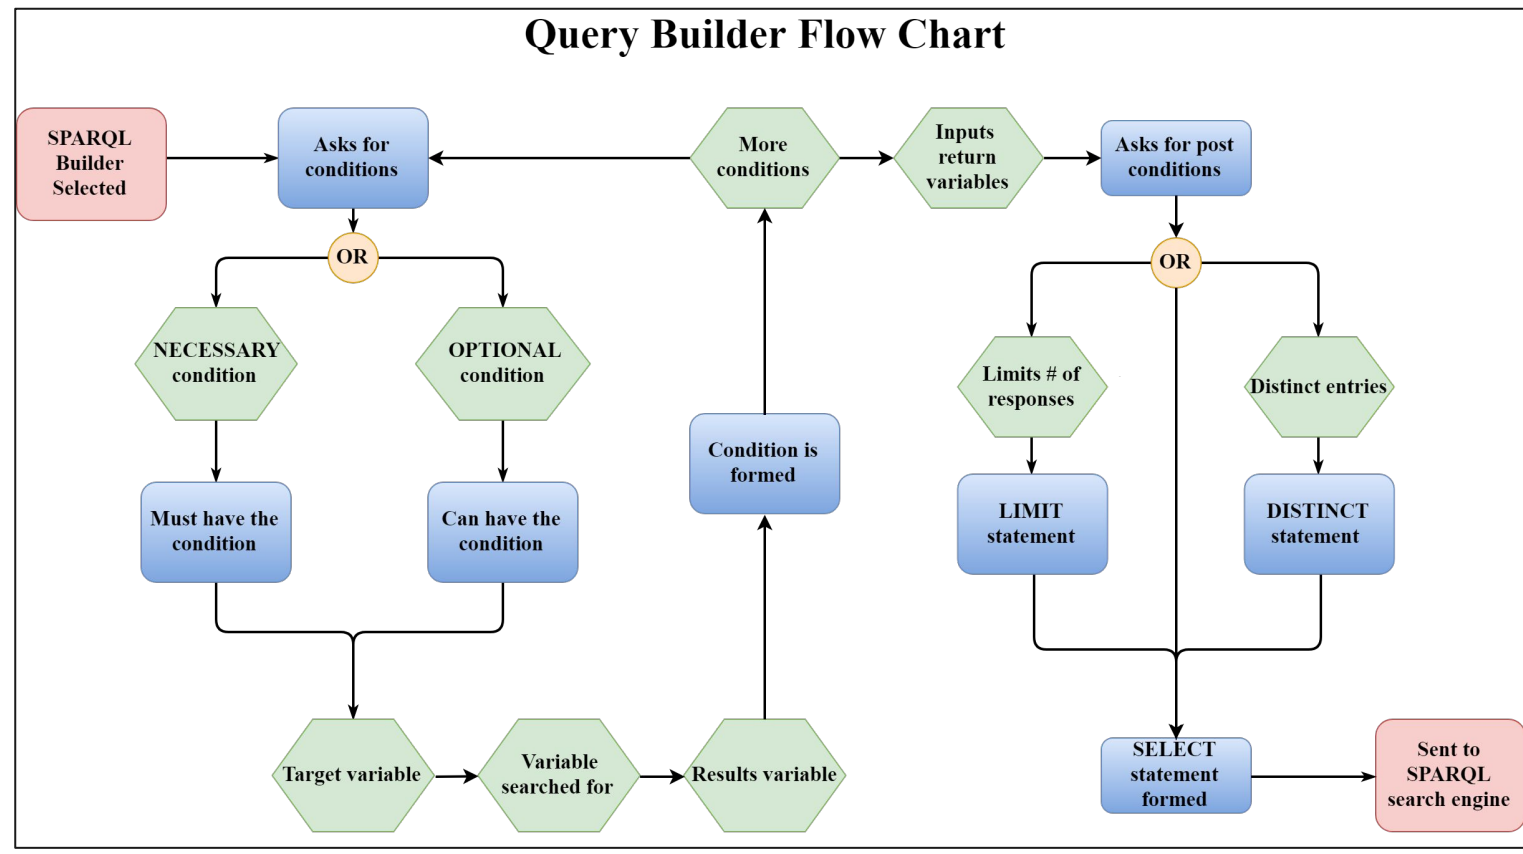 Query Builder Flow Chart
SPARQL
Builder
Selected
Asks for
conditions
More
conditions
Inputs
return
variables
Asks for post
conditions
OR
OR
NECESSARY
condition
OPTIONAL
condition
Limits # of
responses
Distinct entries
Must have the
condition
Can have the
condition
Condition is
formed
LIMIT
statement
DISTINCT
statement
Target variable
Variable
searched for
Results variable
SELECT
statement
formed
Sent to
SPARQL
search engine